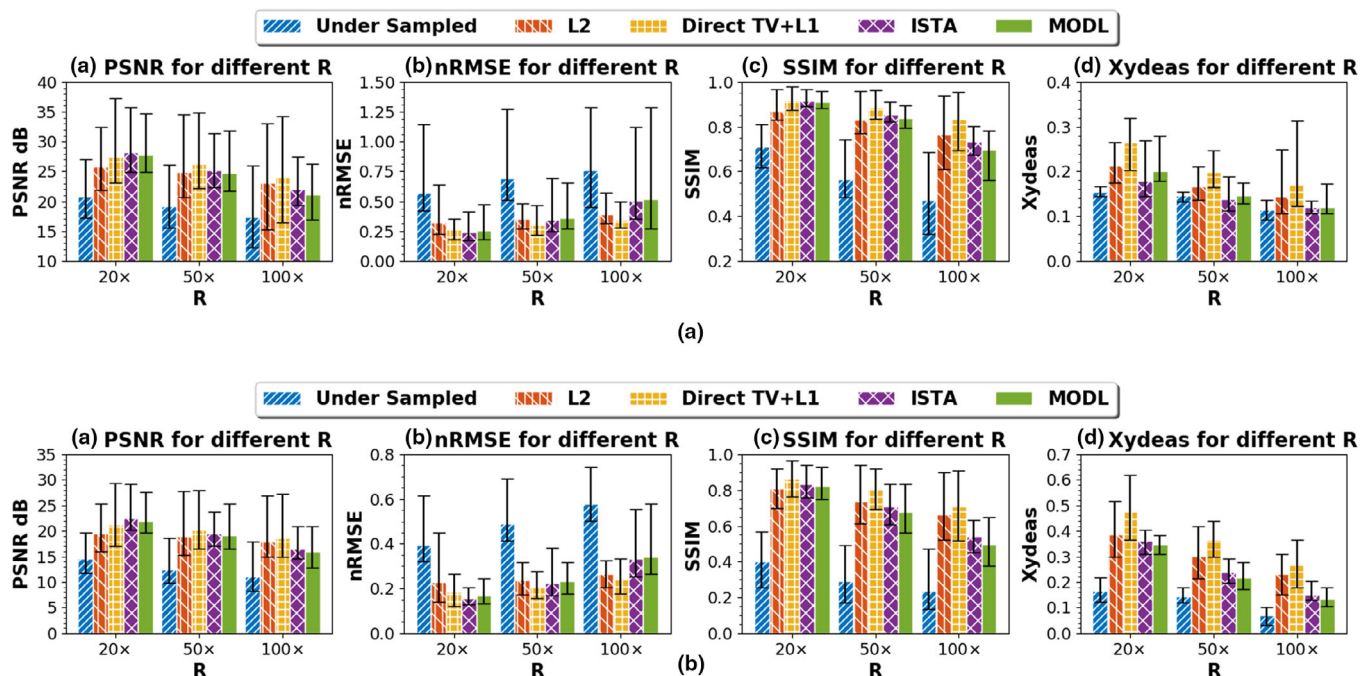 Under Sampled L2 Direct TV+L1 ISTA MODL
(a) PSNR for different R
PSNR dB
40
35
30
25
20
15
10
20× 50× 100×
R
(b) nRMSE for different R
nRMSE
1.50
1.25
1.00
0.75
0.50
0.25
0.00
20× 50× 100×
R
(c) SSIM for different R
SSIM
1.0
0.8
0.6
0.4
0.2
20× 50× 100×
R
(d) Xydeas for different R
Xydeas
0.4
0.3
0.2
0.1
0.0
20× 50× 100×
R
(a)
Under Sampled L2 Direct TV+L1 ISTA MODL
(a) PSNR for different R
PSNR dB
35
30
25
20
15
10
5
0
20× 50× 100×
R
(b) nRMSE for different R
nRMSE
0.8
0.6
0.4
0.2
0.0
20× 50× 100×
R
(c) SSIM for different R
SSIM
1.0
0.8
0.6
0.4
0.2
0.0
20× 50× 100×
R
(d) Xydeas for different R
Xydeas
0.7
0.6
0.5
0.4
0.3
0.2
0.1
0.0
20× 50× 100×
R
(b)